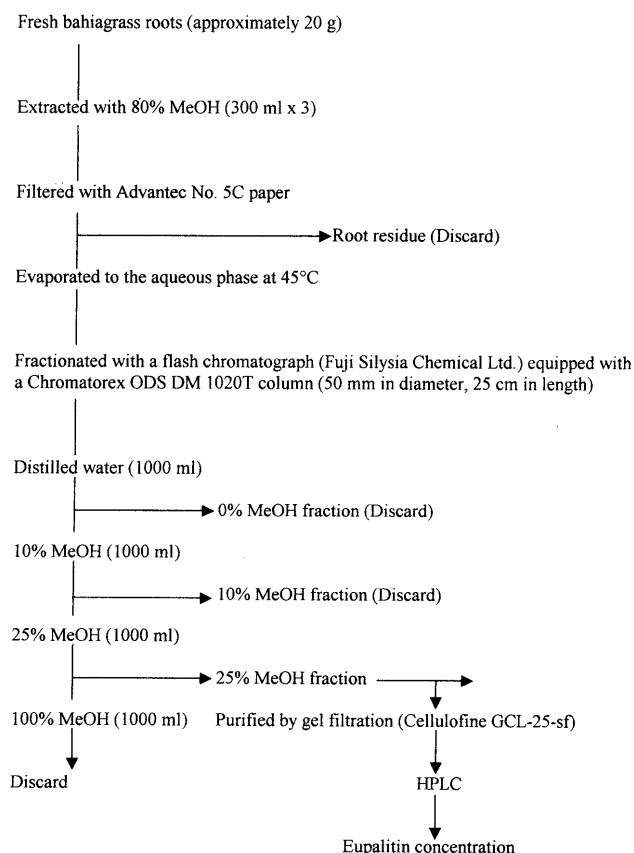 Fresh bahiagrass roots (approximately 20 g)
Extracted with 80% MeOH (300 ml x 3)
Filtered with Advantec No. 5C paper
Root residue (Discard)
Evaporated to the aqueous phase at 45°C
Fractionated with a flash chromatograph (Fuji Silysia Chemical Ltd.) equipped with
a Chromatorex ODS DM 1020T column (50 mm in diameter, 25 cm in length)
Distilled water (1000 ml)
0% MeOH fraction (Discard)
10% MeOH (1000 ml)
10% MeOH fraction (Discard)
25% MeOH (1000 ml)
25% MeOH fraction
100% MeOH (1000 ml)
Purified by gel filtration (Cellulofine GCL-25-sf)
Discard
HPLC
Eupalitin concentration